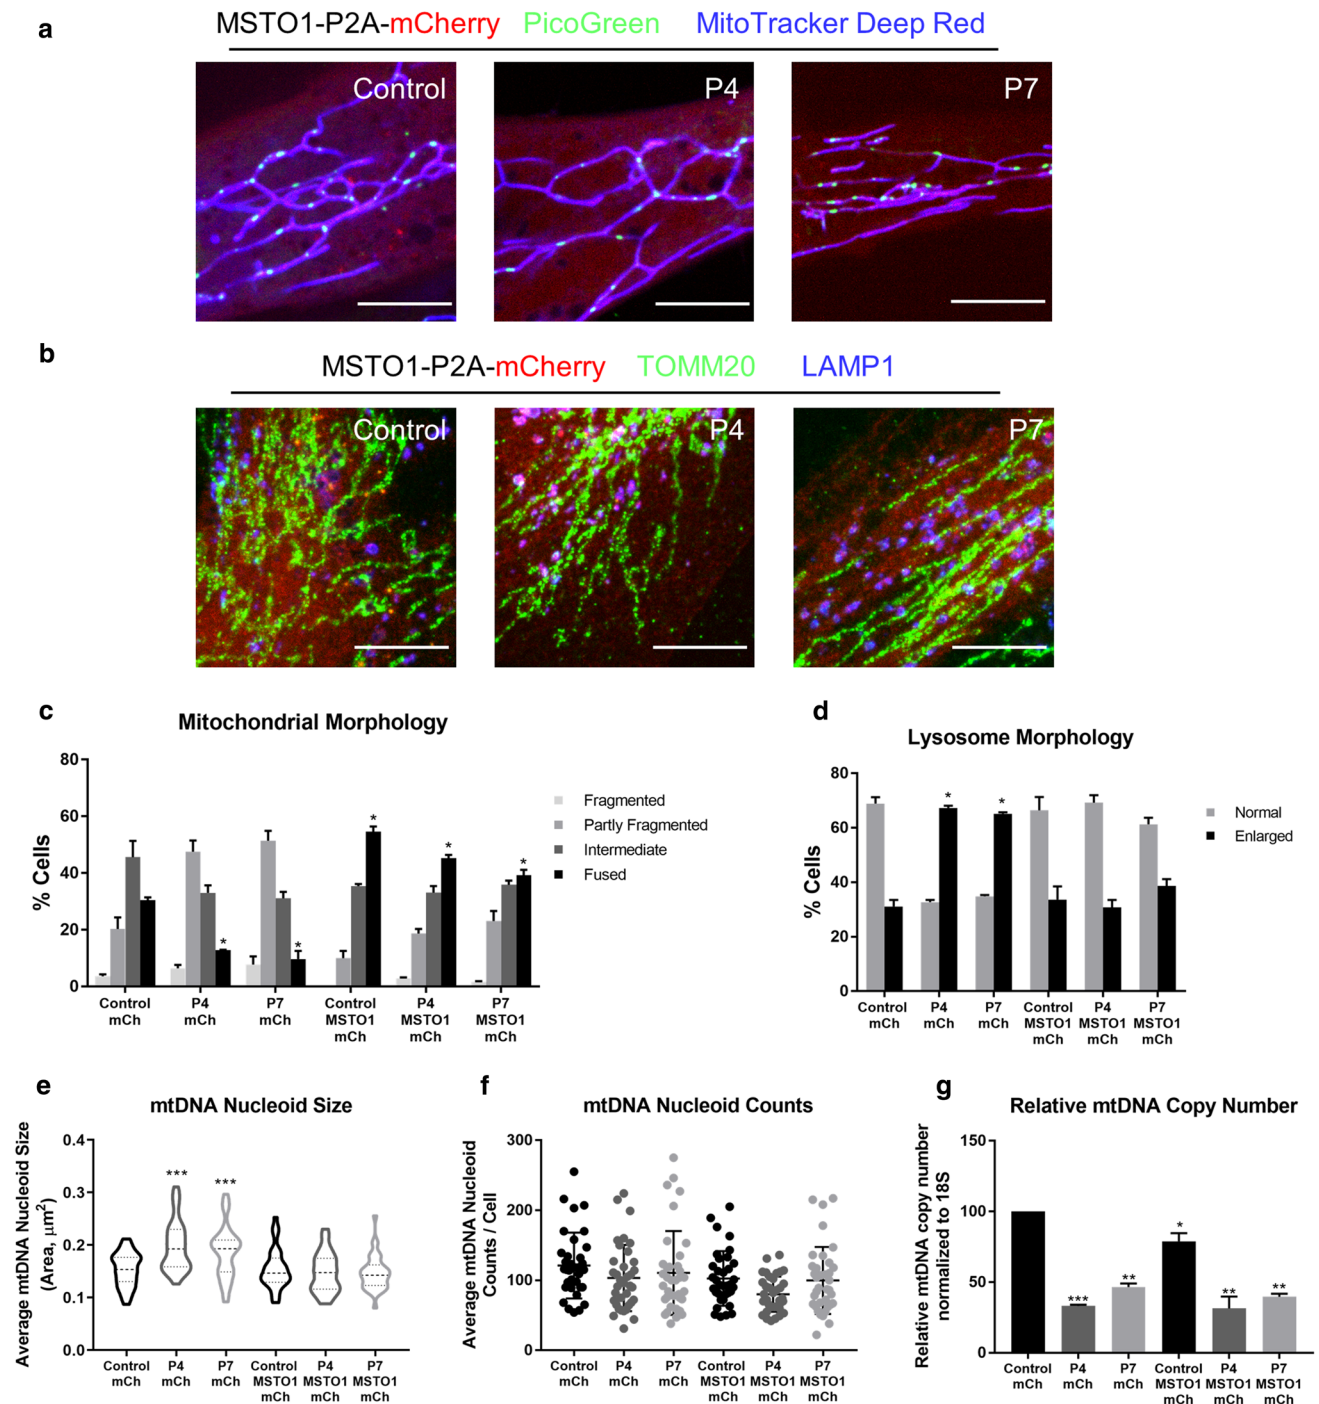 a
MSTO1-P2A-mCherry PicoGreen MitoTracker Deep Red
Control
P4
P7
b
MSTO1-P2A-mCherry TOMM20 LAMP1
Control
P4
P7
c
Mitochondrial Morphology
% Cells
80
60
40
20
0
* * * * *
Control mCh
P4 mCh
P7 mCh
Control MSTO1 mCh
P4 MSTO1 mCh
P7 MSTO1 mCh
Fragmented
Partly Fragmented
Intermediate
Fused
d
Lysosome Morphology
% Cells
80
60
40
20
0
* *
Control mCh
P4 mCh
P7 mCh
Control MSTO1 mCh
P4 MSTO1 mCh
P7 MSTO1 mCh
Normal
Enlarged
e
mtDNA Nucleoid Size
Average mtDNA Nucleoid Size
(Area, µm²)
0.4
0.3
0.2
0.1
0.0
*** ***
Control mCh
P4 mCh
P7 mCh
Control MSTO1 mCh
P4 MSTO1 mCh
P7 MSTO1 mCh
f
mtDNA Nucleoid Counts
Average mtDNA Nucleoid
Counts / Cell
300
200
100
0
Control mCh
P4 mCh
P7 mCh
Control MSTO1 mCh
P4 MSTO1 mCh
P7 MSTO1 mCh
g
Relative mtDNA Copy Number
Relative mtDNA copy number
normalized to 18S
150
100
50
0
*** ** * ** **
Control mCh
P4 mCh
P7 mCh
Control MSTO1 mCh
P4 MSTO1 mCh
P7 MSTO1 mCh